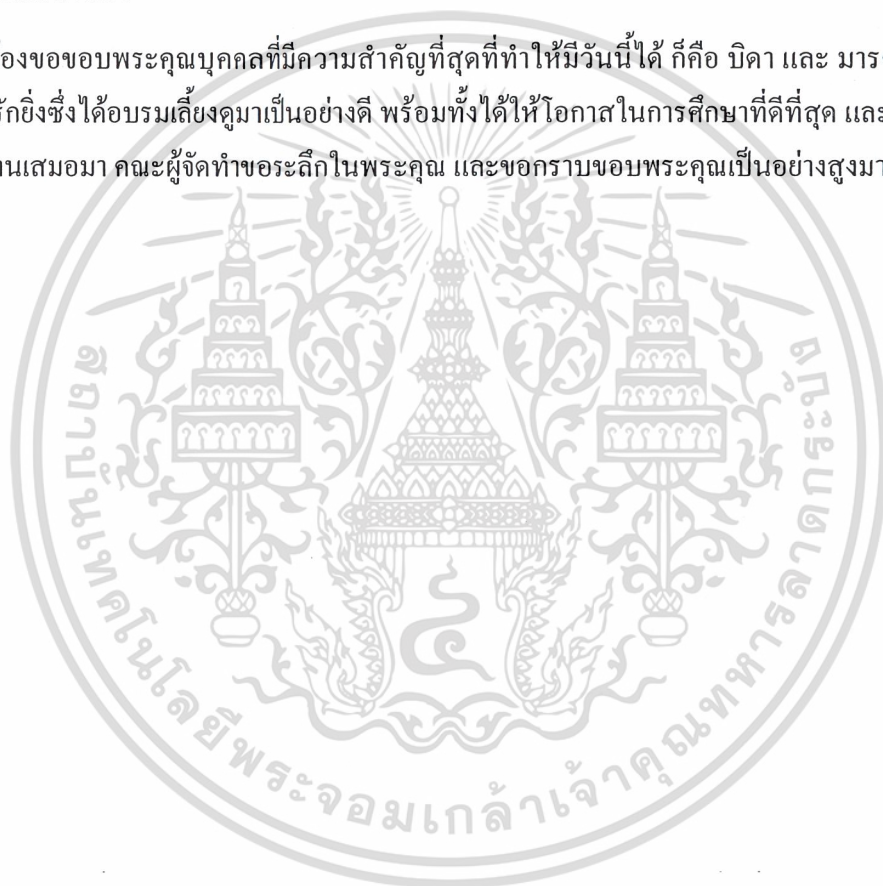 องขอขอบพระคุณบุคคลที่มีความสำคัญที่สุดที่ทำให้มีวันนี้ได้ ก็คือ บิดา และ มาร
รักยิ่งซึ่งได้อบรมเลี้ยงดูมาเป็นอย่างดี พร้อมทั้งได้ให้โอกาสในการศึกษาที่ดีที่สุด และ
านเสมอมา คณะผู้จัดทำขอระลึกในพระคุณ และขอกราบขอบพระคุณเป็นอย่างสูงมา
สถาบันเทคโนโลยีพระจอมเกล้าเจ้าคุณทหารลาดกระบัง
๔